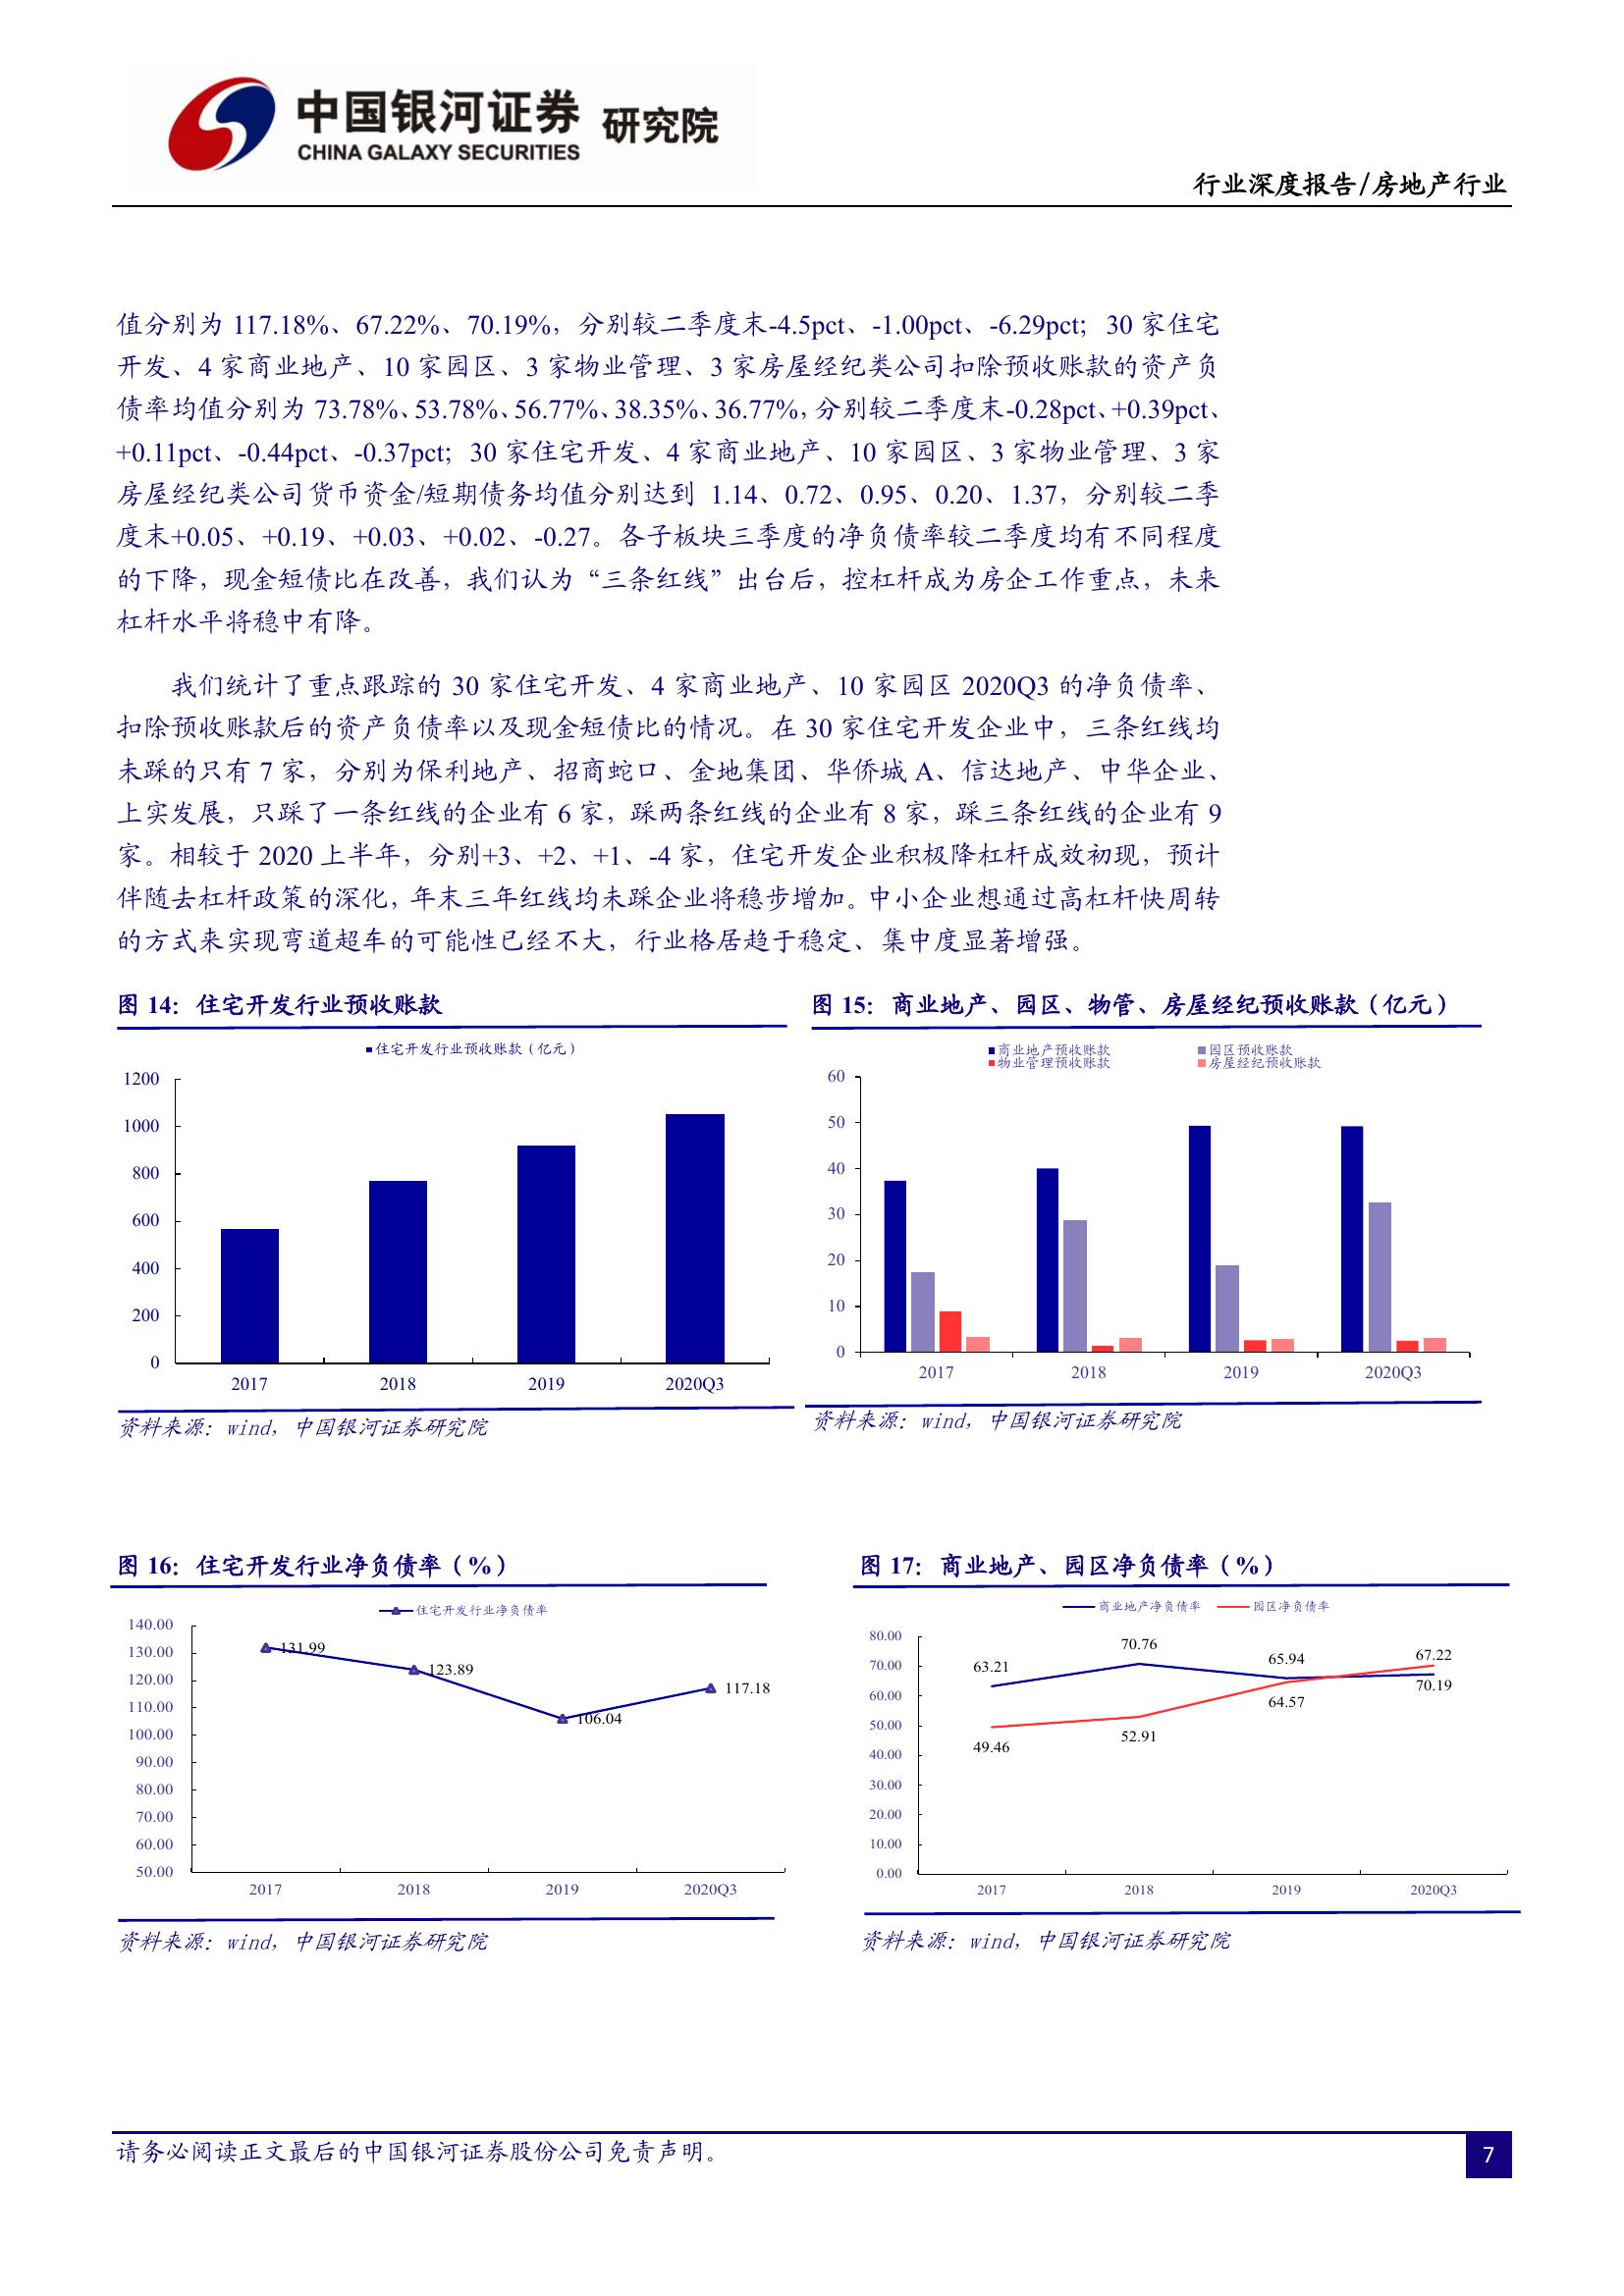 中国银河证券 研究院
CHINA GALAXY SECURITIES
行业深度报告/房地产行业
值分别为 117.18%、67.22%、70.19%，分别较二季度末-4.5pct、-1.00pct、-6.29pct；30 家住宅
开发、4 家商业地产、10 家园区、3 家物业管理、3 家房屋经纪类公司扣除预收账款的资产负
债率均值分别为 73.78%、53.78%、56.77%、38.35%、36.77%，分别较二季度末-0.28pct、+0.39pct、
+0.11pct、-0.44pct、-0.37pct；30 家住宅开发、4 家商业地产、10 家园区、3 家物业管理、3 家
房屋经纪类公司货币资金/短期债务均值分别达到 1.14、0.72、0.95、0.20、1.37，分别较二季
度末+0.05、+0.19、+0.03、+0.02、-0.27。各子板块三季度的净负债率较二季度均有不同程度
的下降，现金短债比在改善，我们认为“三条红线”出台后，控杠杆成为房企工作重点，未来
杠杆水平将稳中有降。
我们统计了重点跟踪的 30 家住宅开发、4 家商业地产、10 家园区 2020Q3 的净负债率、
扣除预收账款后的资产负债率以及现金短债比的情况。在 30 家住宅开发企业中，三条红线均
未踩的只有 7 家，分别为保利地产、招商蛇口、金地集团、华侨城 A、信达地产、中华企业、
上实发展，只踩了一条红线的企业有 6 家，踩两条红线的企业有 8 家，踩三条红线的企业有 9
家。相较于 2020 上半年，分别+3、+2、+1、-4 家，住宅开发企业积极降杠杆成效初现，预计
伴随去杠杆政策的深化，年末三年红线均未踩企业将稳步增加。中小企业想通过高杠杆快周转
的方式来实现弯道超车的可能性已经不大，行业格居趋于稳定、集中度显著增强。
图 14：住宅开发行业预收账款
住宅开发行业预收账款（亿元）
1200
1000
800
600
400
200
0
2017 2018 2019 2020Q3
资料来源：wind，中国银河证券研究院
图 15：商业地产、园区、物管、房屋经纪预收账款（亿元）
商业地产预收账款 园区预收账款
物业管理预收账款 房屋经纪预收账款
60
50
40
30
20
10
0
2017 2018 2019 2020Q3
资料来源：wind，中国银河证券研究院
图 16：住宅开发行业净负债率（%）
住宅开发行业净负债率
140.00
130.00
120.00
110.00
100.00
90.00
80.00
70.00
60.00
50.00
131.99
123.89
106.04
117.18
2017 2018 2019 2020Q3
资料来源：wind，中国银河证券研究院
图 17：商业地产、园区净负债率（%）
商业地产净负债率 园区净负债率
80.00
70.00
60.00
50.00
40.00
30.00
20.00
10.00
0.00
63.21 70.76 65.94 67.22
49.46 52.91 64.57 70.19
2017 2018 2019 2020Q3
资料来源：wind，中国银河证券研究院
请务必阅读正文最后的中国银河证券股份公司免责声明。
7